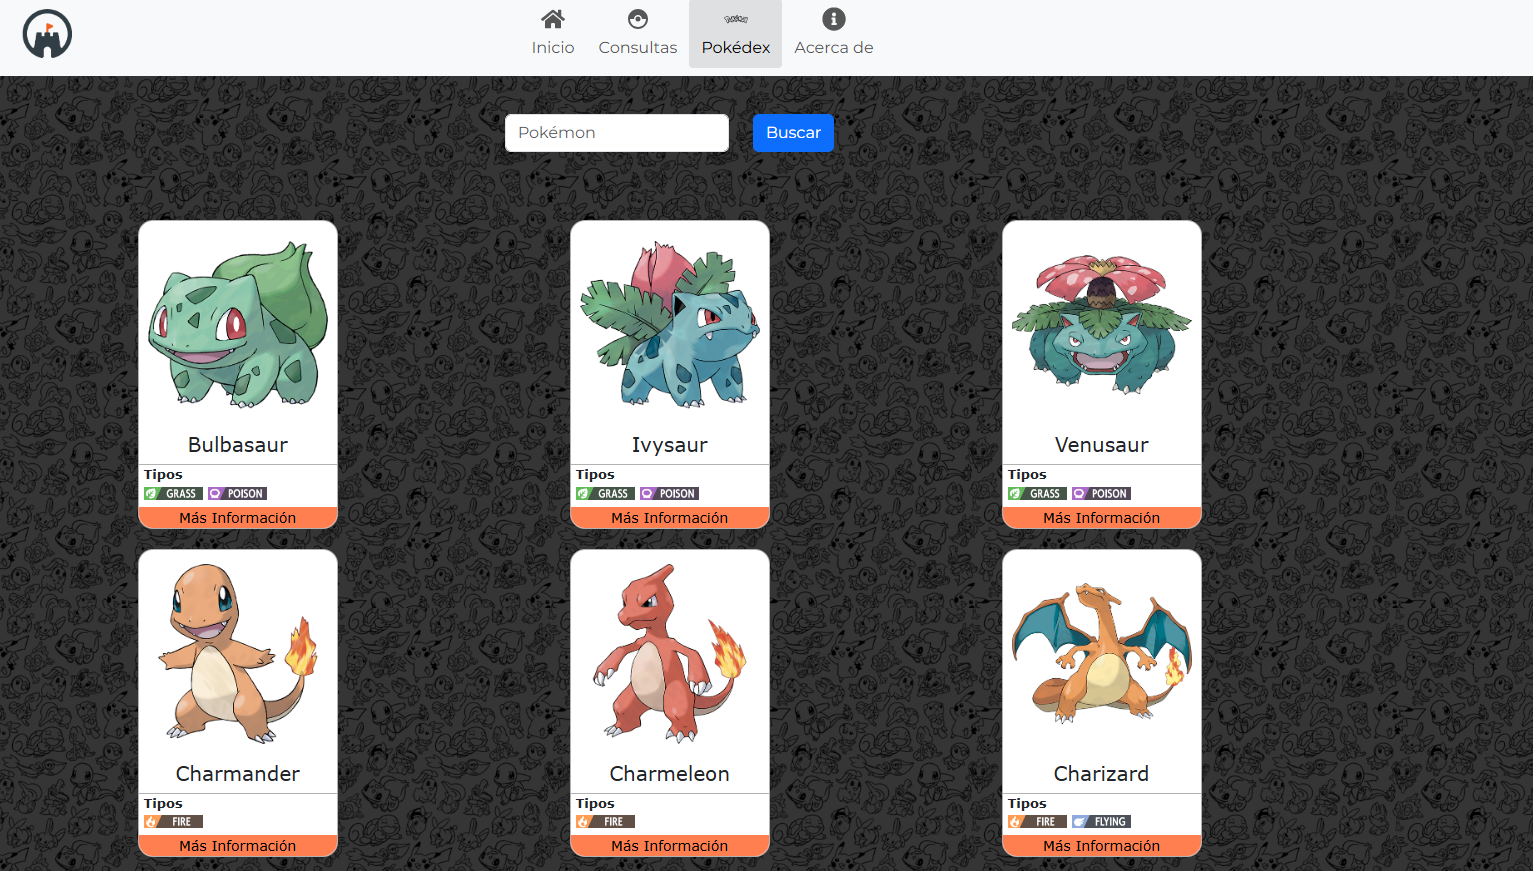 Pokémon
Inicio Consultas Pokédex Acerca de
Pokémon Buscar
Bulbasaur
Tipos
GRASS POISON
Más Información
Ivysaur
Tipos
GRASS POISON
Más Información
Venusaur
Tipos
GRASS POISON
Más Información
Charmander
Tipos
FIRE
Más Información
Charmeleon
Tipos
FIRE
Más Información
Charizard
Tipos
FIRE FLYING
Más Información